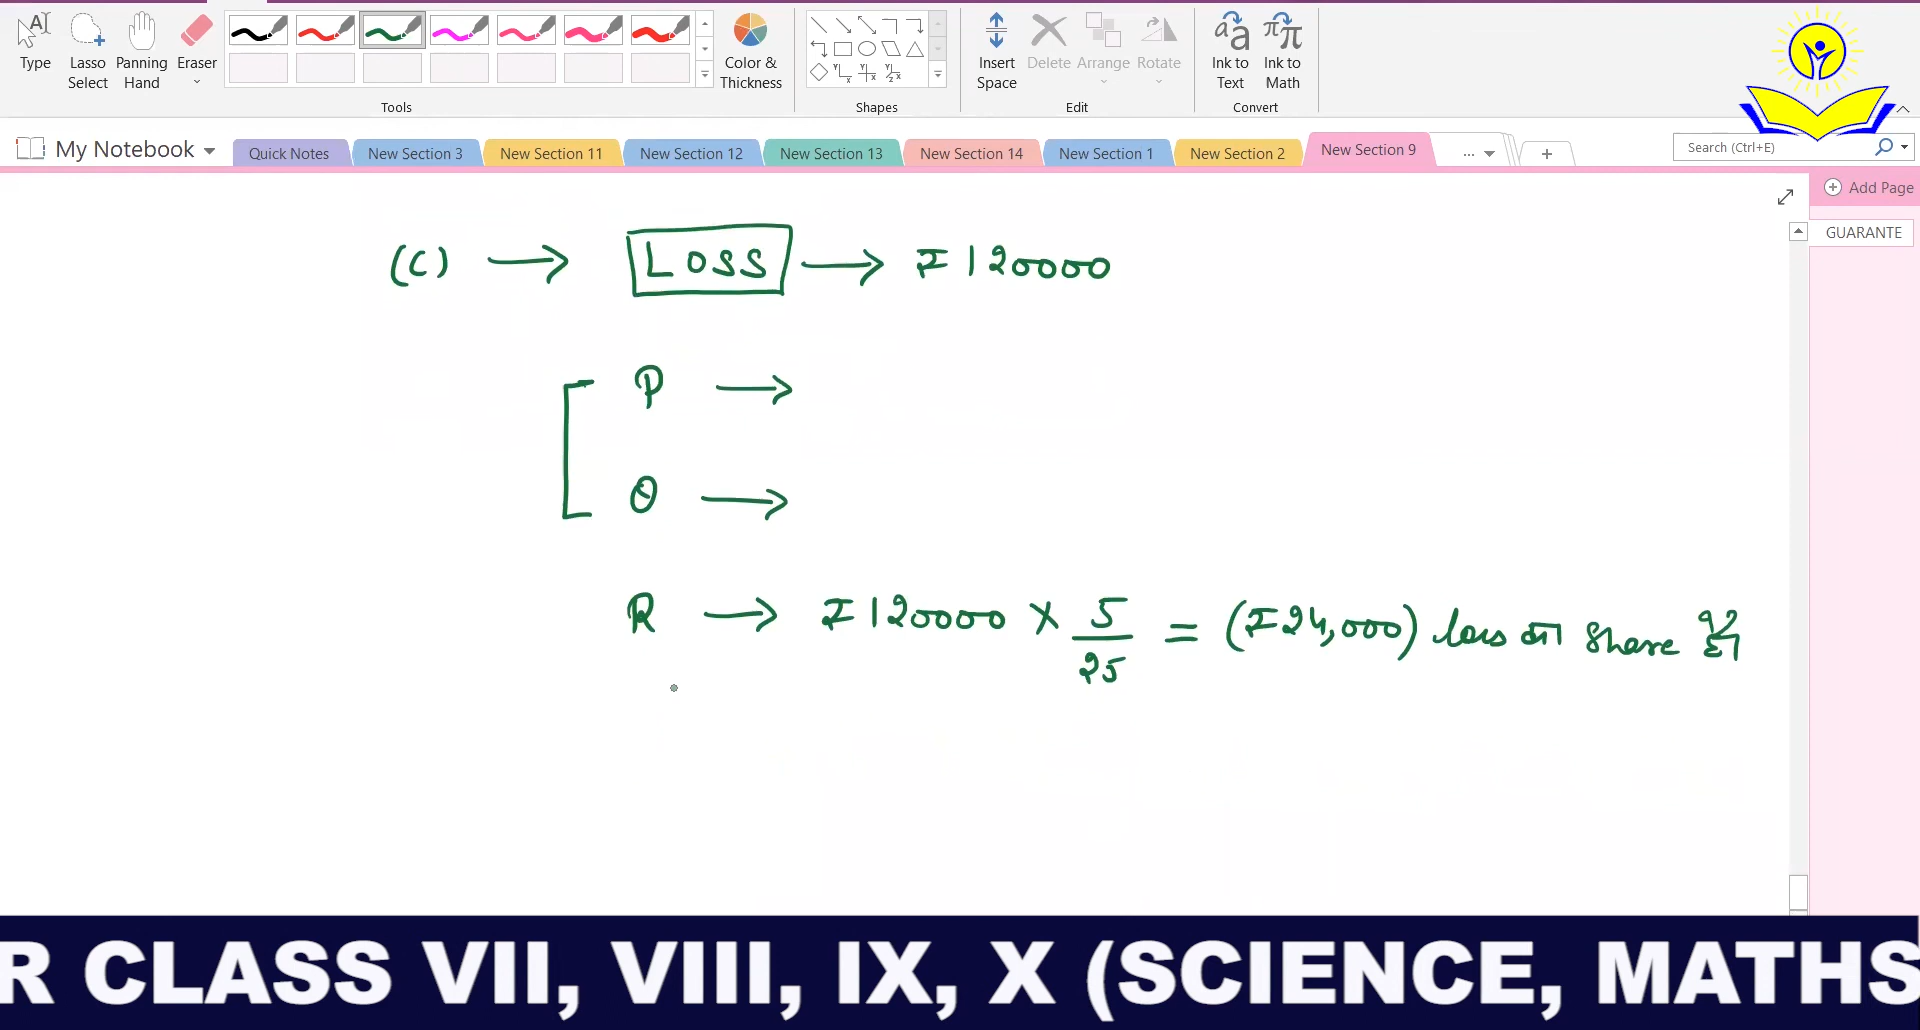 Type
Lasso Select
Panning Hand
Eraser
Color & Thickness
Insert Space
Delete
Arrange
Rotate
Ink to Text
Ink to Math
Tools
Shapes
Edit
Convert
My Notebook
Quick Notes
New Section 3
New Section 11
New Section 12
New Section 13
New Section 14
New Section 1
New Section 2
New Section 9
...
Search (Ctrl+E)
Add Page
GUARANTE
(C) → LOSS → ₹120000
P →
Q →
R → ₹120000 × 5/25 = (₹24,000) loss का share
R CLASS VII, VIII, IX, X (SCIENCE, MATHS